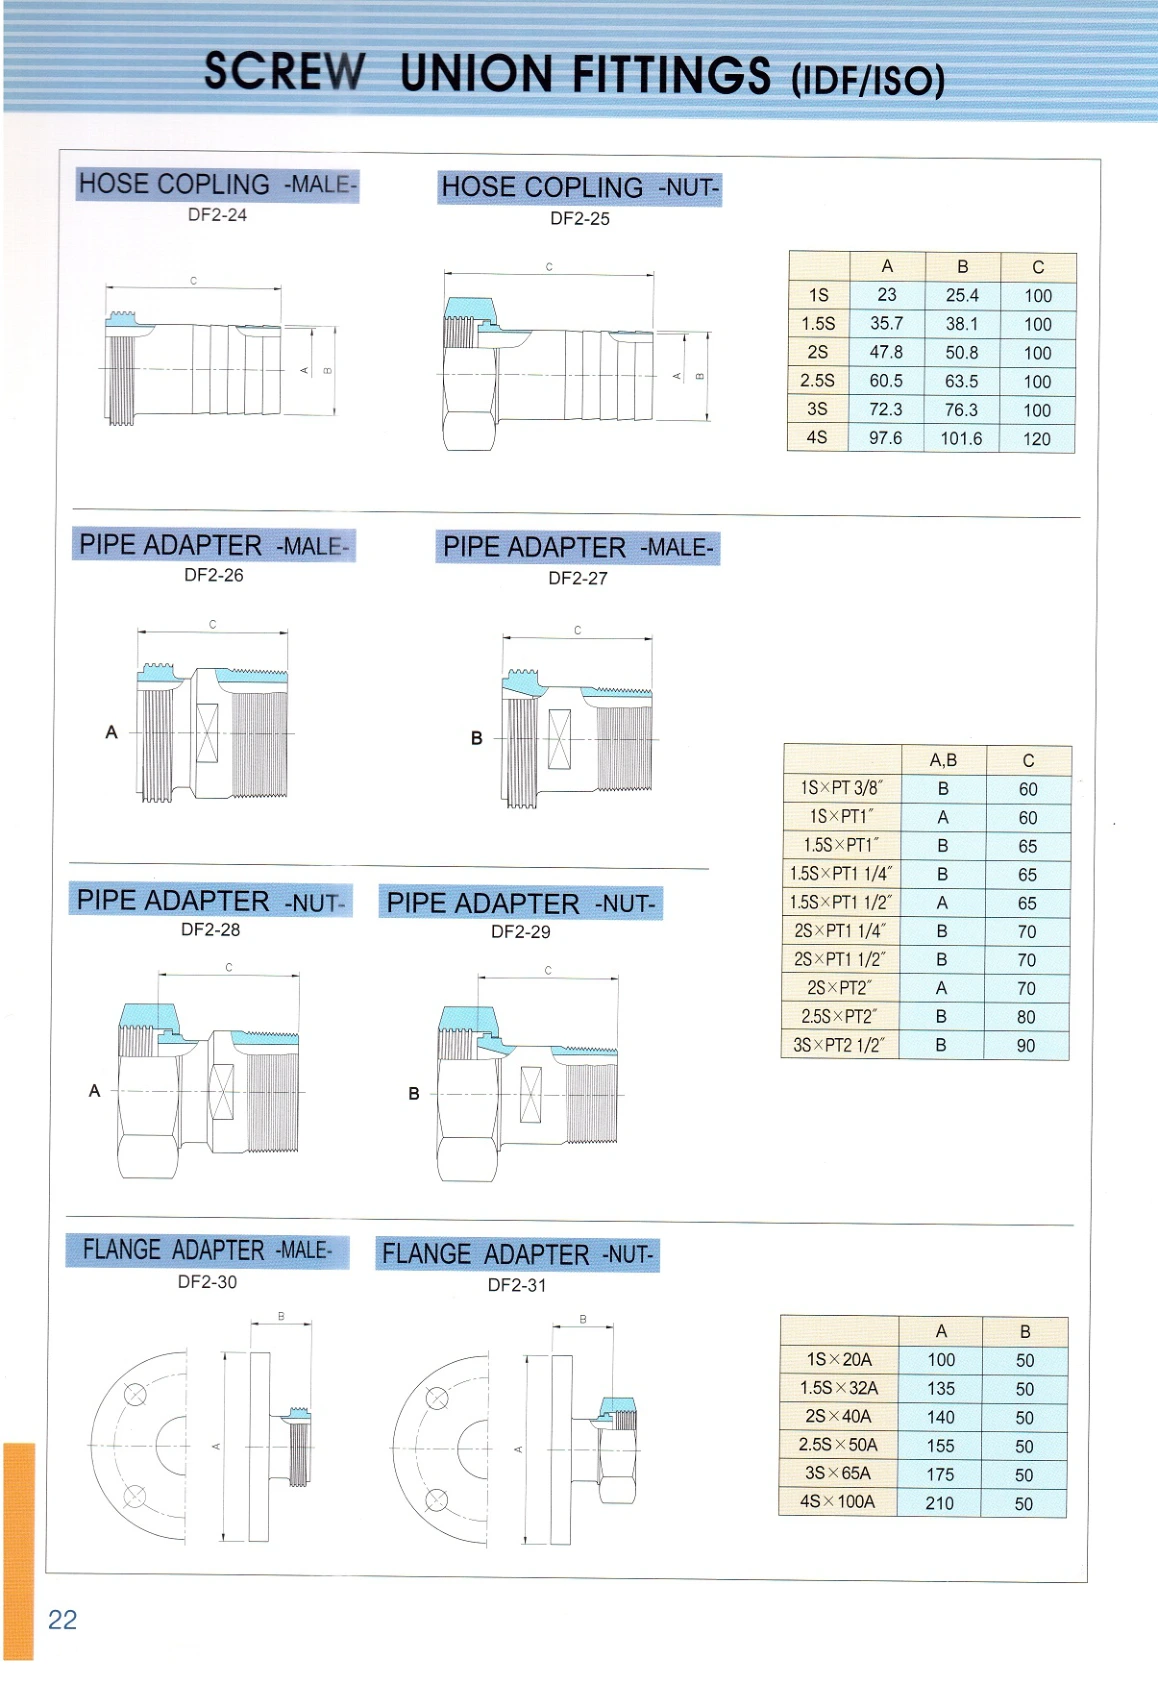 SCREW UNION FITTINGS (IDF/ISO)
HOSE COPLING -MALE-
DF2-24
HOSE COPLING -NUT-
DF2-25
C
A
B
C
A
B
A B C
1S 23 25.4 100
1.5S 35.7 38.1 100
2S 47.8 50.8 100
2.5S 60.5 63.5 100
3S 72.3 76.3 100
4S 97.6 101.6 120
PIPE ADAPTER -MALE-
DF2-26
PIPE ADAPTER -MALE-
DF2-27
C
A
C
B
PIPE ADAPTER -NUT-
DF2-28
PIPE ADAPTER -NUT-
DF2-29
C
A
C
B
A,B C
1S×PT 3/8″ B 60
1S×PT1″ A 60
1.5S×PT1″ B 65
1.5S×PT1 1/4″ B 65
1.5S×PT1 1/2″ A 65
2S×PT1 1/4″ B 70
2S×PT1 1/2″ B 70
2S×PT2″ A 70
2.5S×PT2″ B 80
3S×PT2 1/2″ B 90
FLANGE ADAPTER -MALE-
DF2-30
FLANGE ADAPTER -NUT-
DF2-31
B
A
B
A
A B
1S×20A 100 50
1.5S×32A 135 50
2S×40A 140 50
2.5S×50A 155 50
3S×65A 175 50
4S×100A 210 50
22